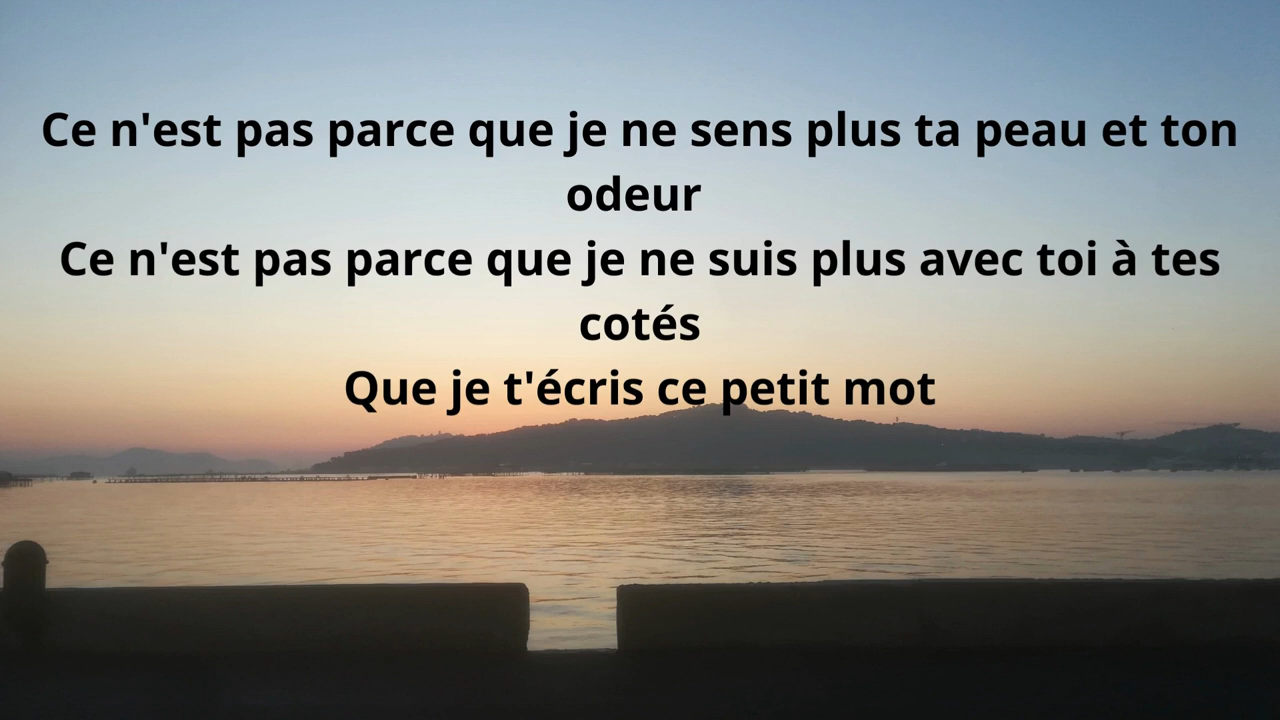 Ce n'est pas parce que je ne sens plus ta peau et ton
odeur
Ce n'est pas parce que je ne suis plus avec toi à tes
cotés
Que je t'écris ce petit mot